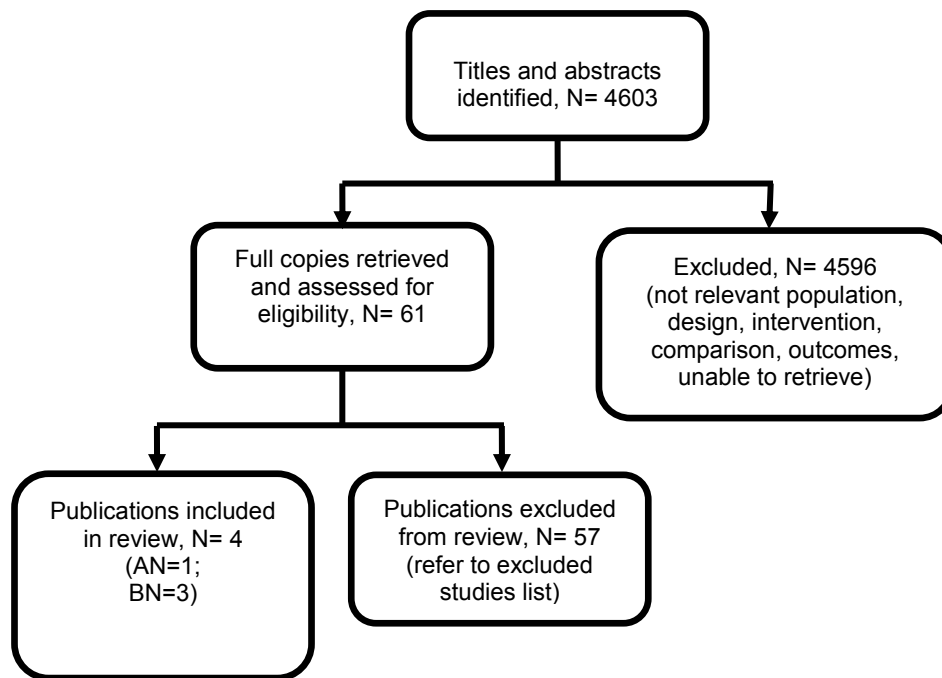 Titles and abstracts
identified, N= 4603
Full copies retrieved
and assessed for
eligibility, N= 61
Excluded, N= 4596
(not relevant population,
design, intervention,
comparison, outcomes,
unable to retrieve)
Publications included
in review, N= 4
(AN=1;
BN=3)
Publications excluded
from review, N= 57
(refer to excluded
studies list)